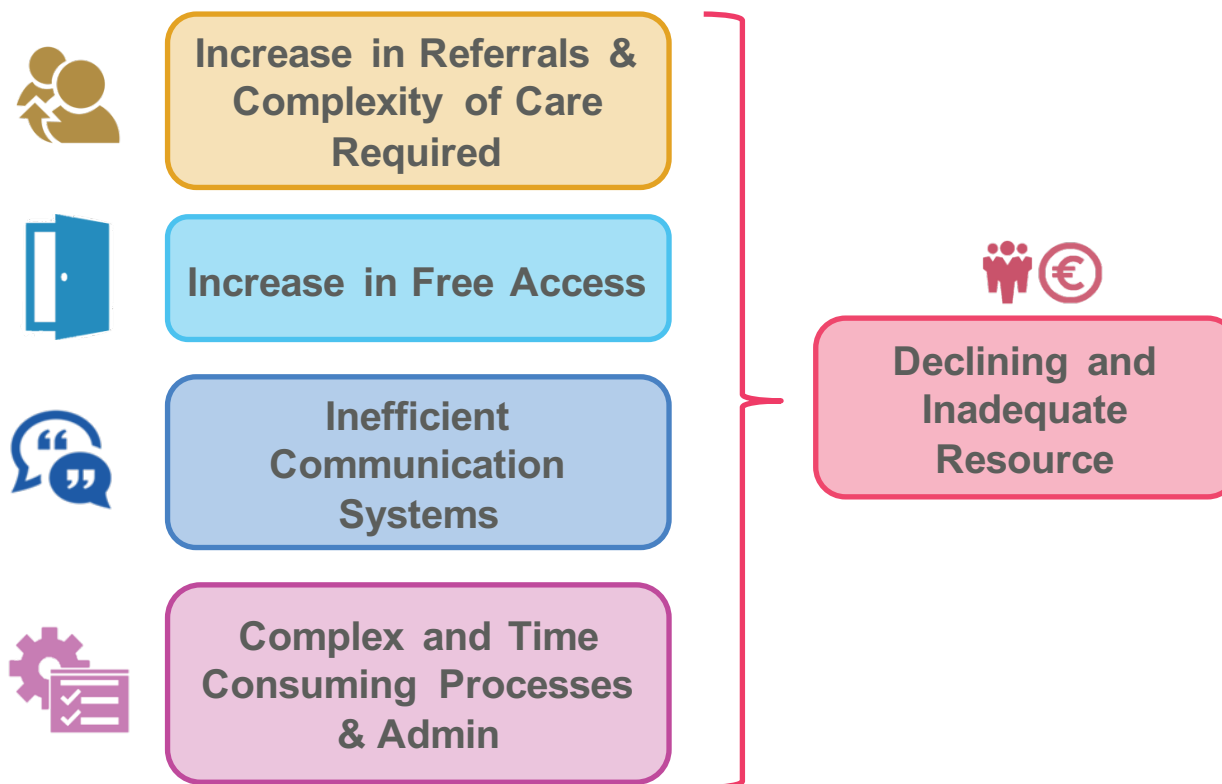 Increase in Referrals &
Complexity of Care
Required
Increase in Free Access
Inefficient
Communication
Systems
Complex and Time
Consuming Processes
& Admin
€
Declining and
Inadequate
Resource